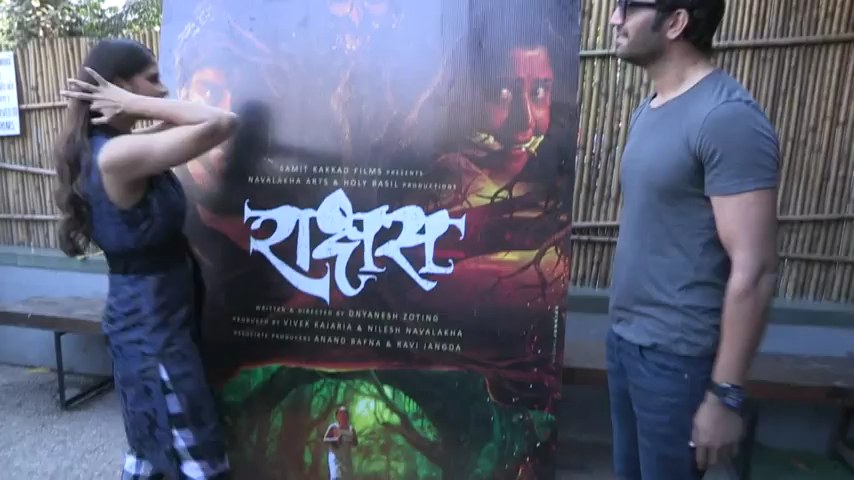 SAMIT KAKKAD FILMS PRESENTS
NAVALAKHA ARTS & HOLY BASIL PRODUCTIONS
राक्षस
WRITTEN & DIRECTED BY DNYANESH ZOTING
PRODUCED BY VIVEK KAJARIA & NILESH NAVALAKHA
ASSOCIATE PRODUCERS ANAND BAFNA & RAVI JANGDA